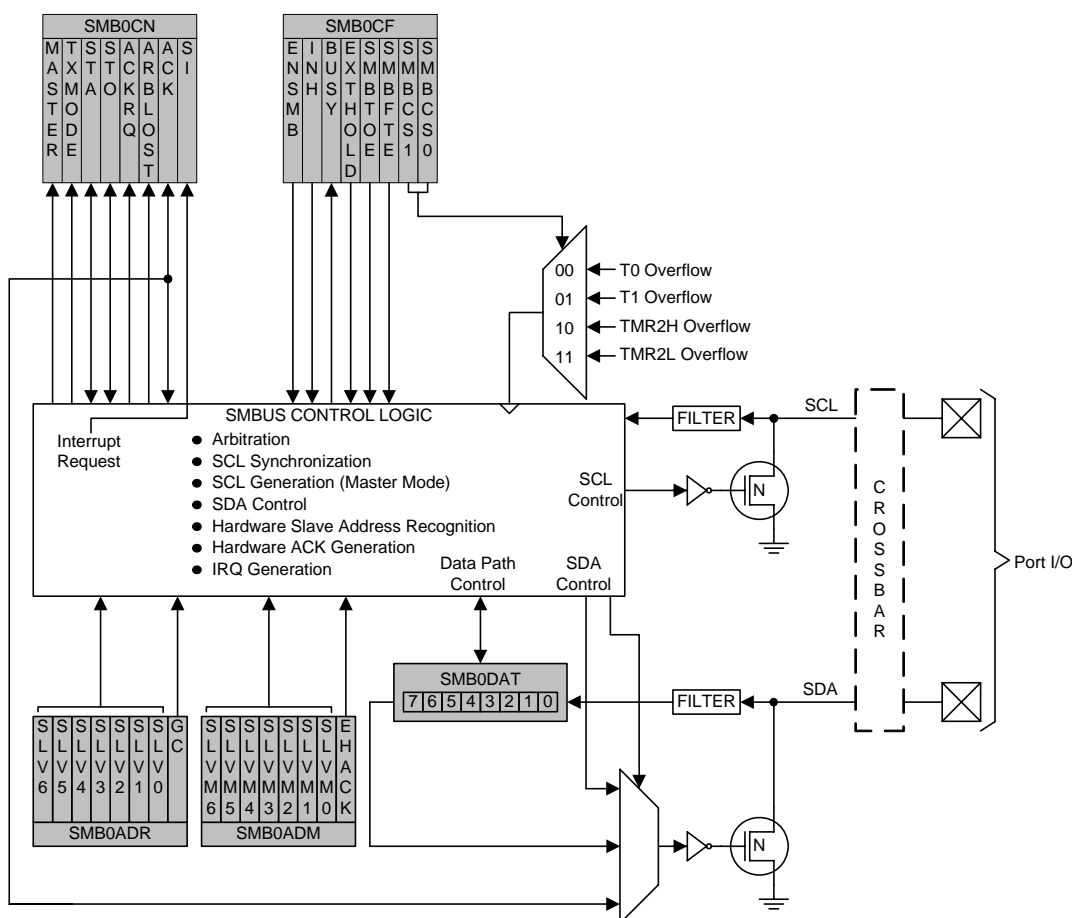 SMB0CN
MASTER
TXMODE
STA
STO
ACKRQ
ARBLOST
ACK
SI
SMB0CF
ENSMB
INH
BUSY
EXTHOLD
SMBTOE
SMBFTE
SMBCS1
SMBCS0
00
01
10
11
T0 Overflow
T1 Overflow
TMR2H Overflow
TMR2L Overflow
SMBUS CONTROL LOGIC
Interrupt
Request
● Arbitration
● SCL Synchronization
● SCL Generation (Master Mode)
● SDA Control
● Hardware Slave Address Recognition
● Hardware ACK Generation
● IRQ Generation
Data Path
Control
SCL
Control
SDA
Control
FILTER
SCL
N
CROSSBAR
Port I/O
SMB0DAT
7 6 5 4 3 2 1 0
FILTER
SDA
N
SLV6
SLV5
SLV4
SLV3
SLV2
SLV1
SLV0
GC
SMB0ADR
SLVM6
SLVM5
SLVM4
SLVM3
SLVM2
SLVM1
SLVM0
EHACK
SMB0ADM